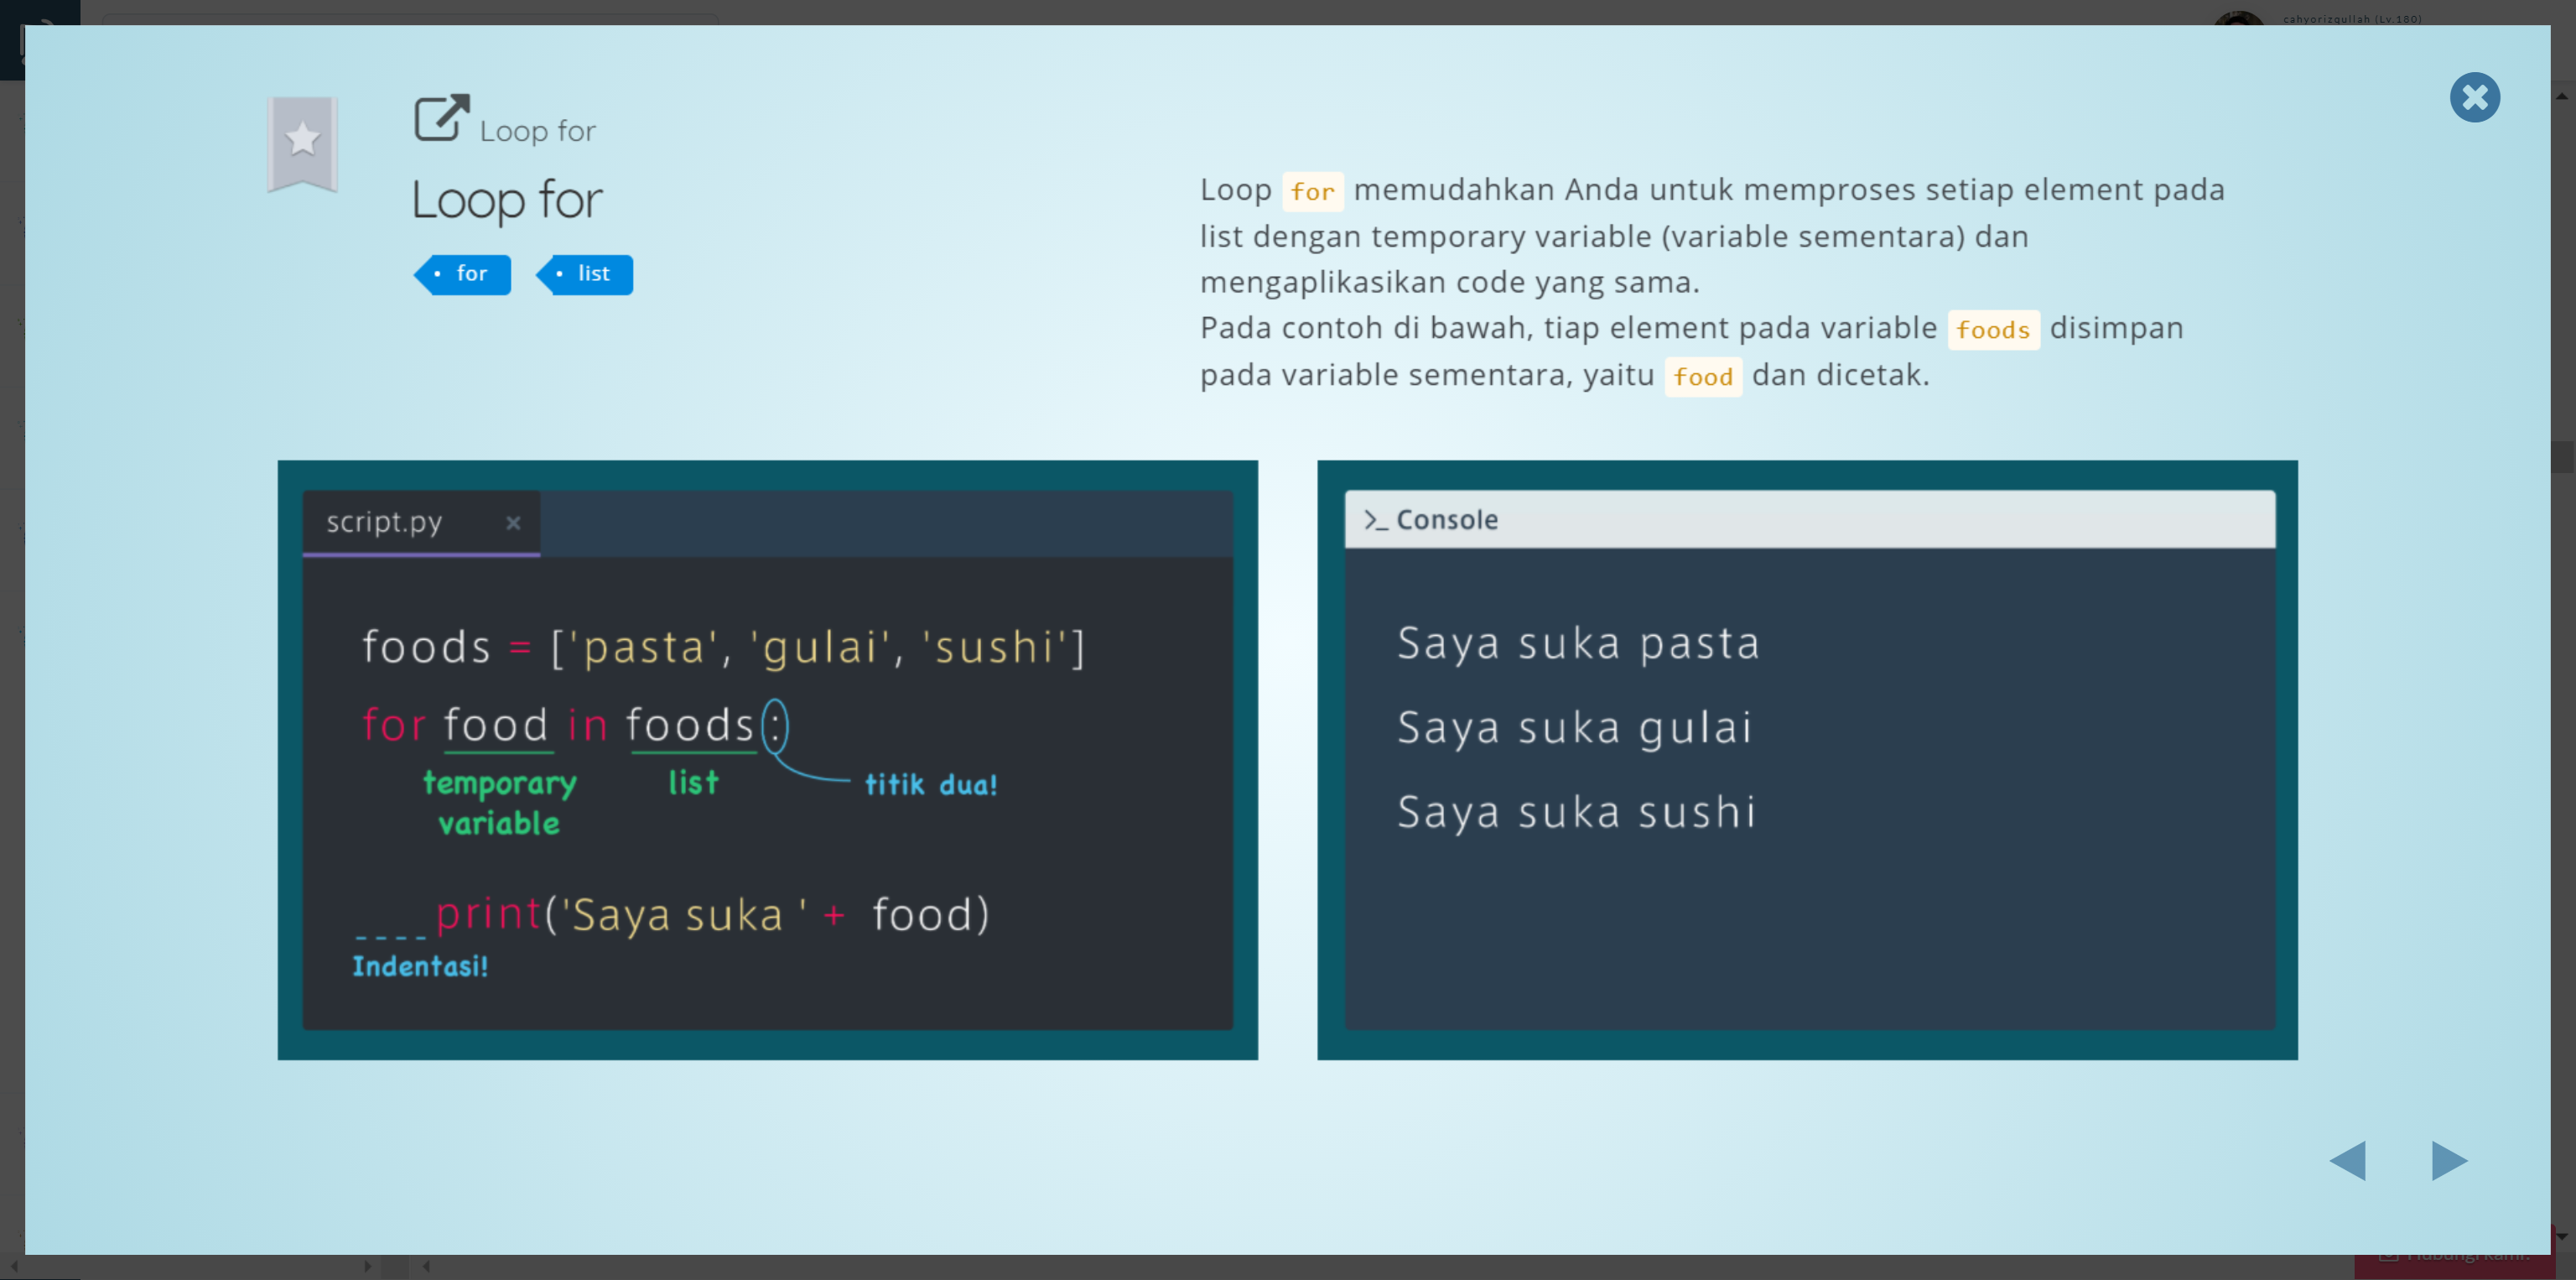 cahyorizqullah (Lv.180)
Loop for
Loop for
for
list
Loop for memudahkan Anda untuk memproses setiap element pada
list dengan temporary variable (variable sementara) dan
mengaplikasikan code yang sama.
Pada contoh di bawah, tiap element pada variable foods disimpan
pada variable sementara, yaitu food dan dicetak.
script.py ×
foods = ['pasta', 'gulai', 'sushi']
for food in foods:
temporary
variable
list
titik dua!
print('Saya suka ' + food)
Indentasi!
>_ Console
Saya suka pasta
Saya suka gulai
Saya suka sushi
Hubungi kami!